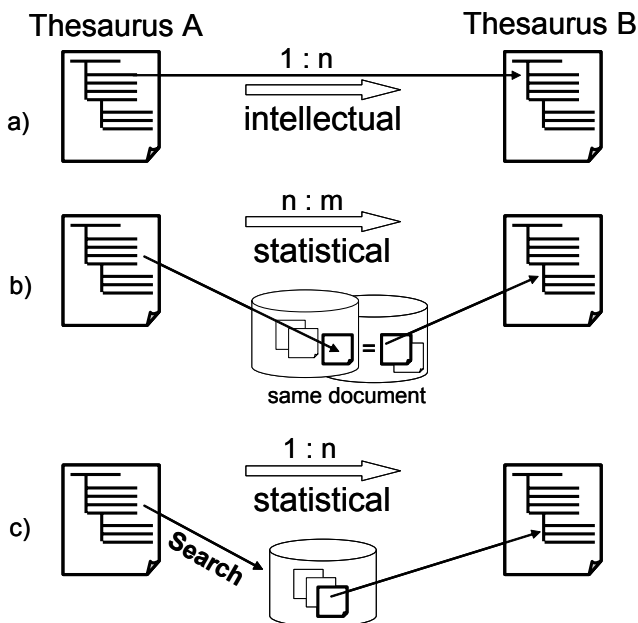 Thesaurus A
Thesaurus B
1 : n
intellectual
a)
n : m
statistical
b)
=
same document
1 : n
statistical
c)
Search